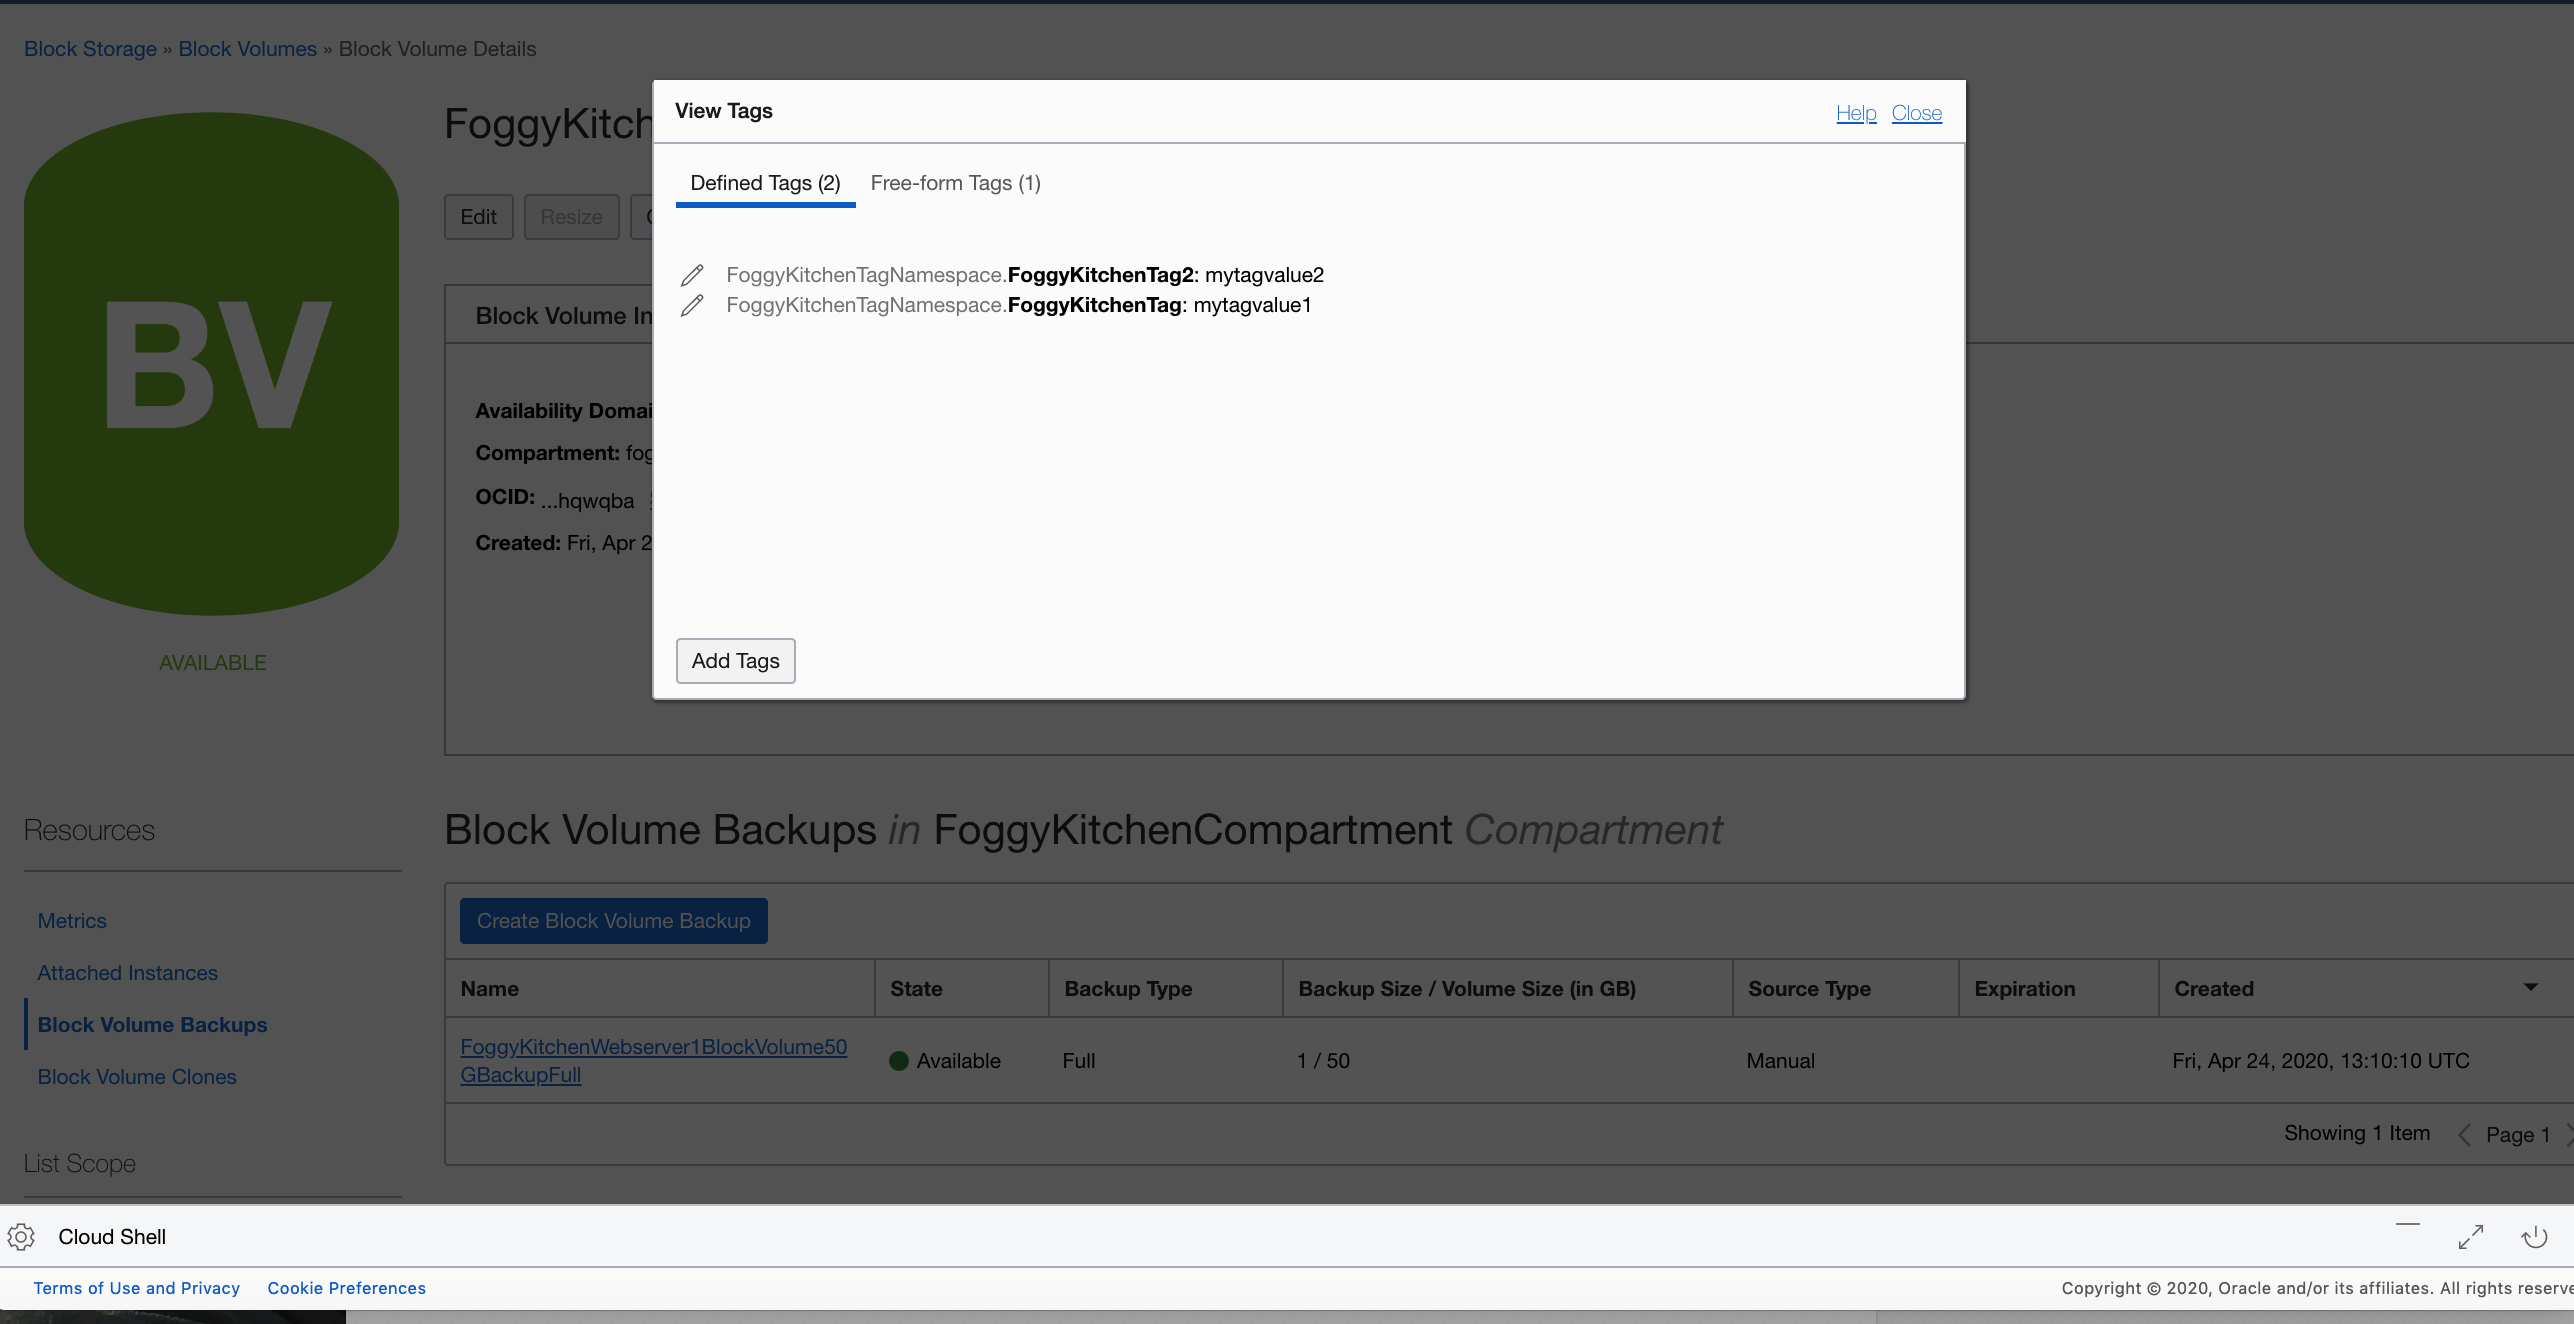 Block Storage » Block Volumes » Block Volume Details
BV
AVAILABLE
FoggyKitch
Edit
Resize
Block Volume In
Availability Domai
Compartment: fog
OCID: ...hqwqba
Created: Fri, Apr 2
View Tags
Help Close
Defined Tags (2)
Free-form Tags (1)
FoggyKitchenTagNamespace.FoggyKitchenTag2: mytagvalue2
FoggyKitchenTagNamespace.FoggyKitchenTag: mytagvalue1
Add Tags
Resources
Metrics
Attached Instances
Block Volume Backups
Block Volume Clones
List Scope
Block Volume Backups in FoggyKitchenCompartment Compartment
Create Block Volume Backup
Name State Backup Type Backup Size / Volume Size (in GB) Source Type Expiration Created
FoggyKitchenWebserver1BlockVolume50
GBackupFull
Available Full 1 / 50 Manual Fri, Apr 24, 2020, 13:10:10 UTC
Showing 1 Item Page 1
Cloud Shell
Terms of Use and Privacy Cookie Preferences
Copyright © 2020, Oracle and/or its affiliates. All rights reserve